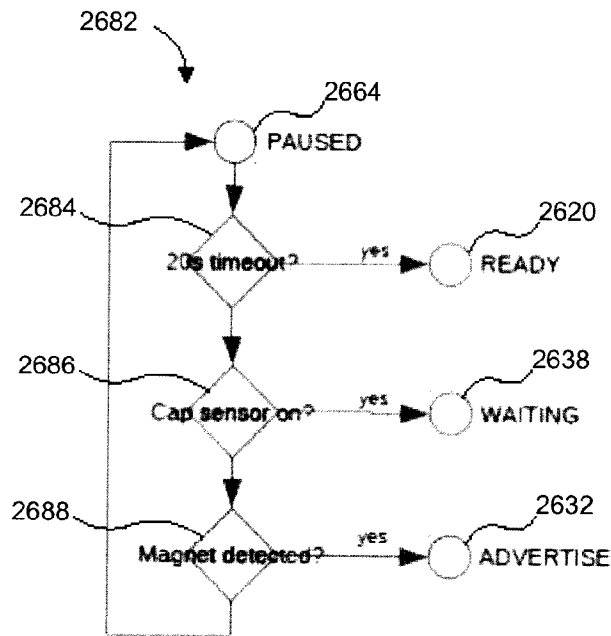 2682
2664
PAUSED
2684
20s timeout?
yes
2620
READY
2686
Cap sensor on?
yes
2638
WAITING
2688
Magnet detected?
yes
2632
ADVERTISE